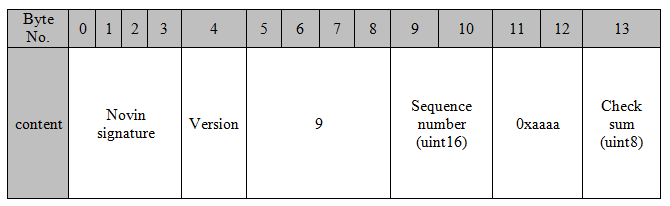 Byte No. 0 1 2 3 4 5 6 7 8 9 10 11 12 13
content Novin signature Version 9 Sequence number (uint16) 0xaaaa Check sum (uint8)